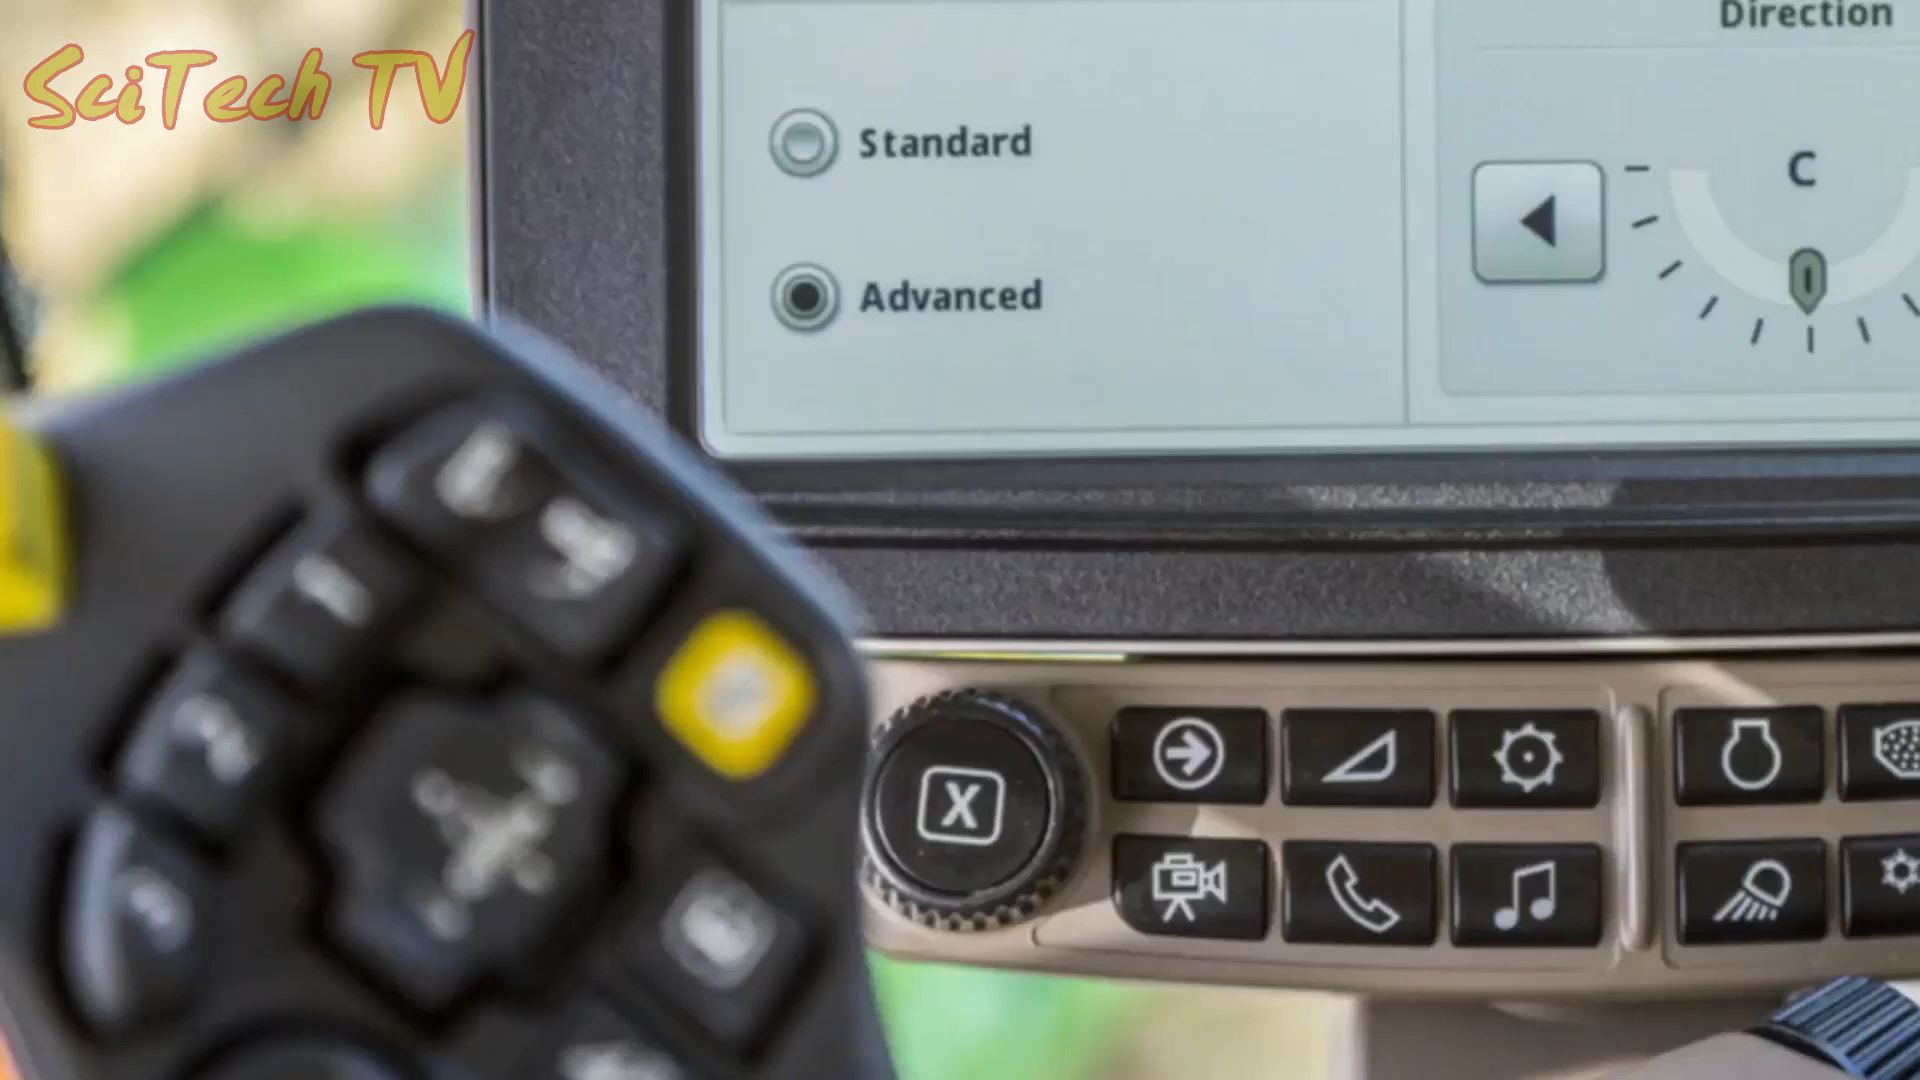 SciTech TV
Direction
Standard
C
Advanced
X